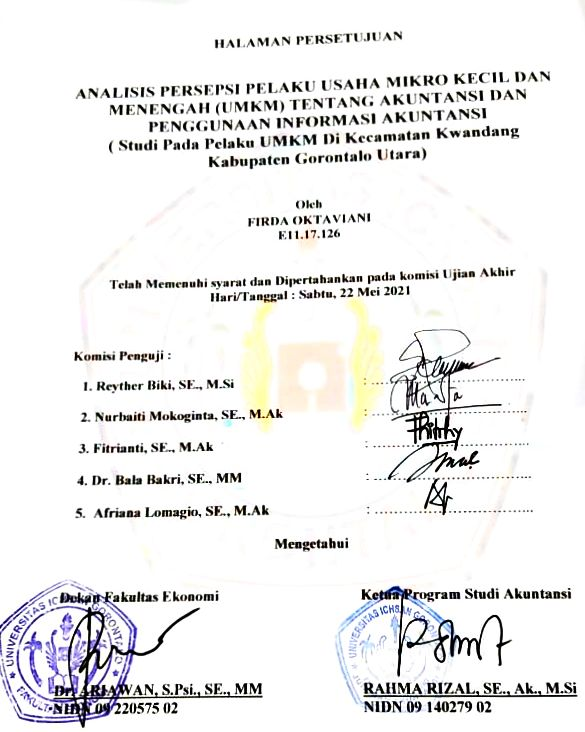 HALAMAN PERSETUJUAN
ANALISIS PERSEPSI PELAKU USAHA MIKRO KECIL DAN
MENENGAH (UMKM) TENTANG AKUNTANSI DAN
PENGGUNAAN INFORMASI AKUNTANSI
( Studi Pada Pelaku UMKM Di Kecamatan Kwandang
Kabupaten Gorontalo Utara)
Oleh
FIRDA OKTAVIANI
E11.17.126
Telah Memenuhi syarat dan Dipertahankan pada komisi Ujian Akhir
Hari/Tanggal : Sabtu, 22 Mei 2021
Komisi Penguji :
1. Reyther Biki, SE., M.Si :
2. Nurbaiti Mokoginta, SE., M.Ak :
3. Fitrianti, SE., M.Ak :
4. Dr. Bala Bakri, SE., MM :
5. Afriana Lomagio, SE., M.Ak :
Mengetahui
Dekan Fakultas Ekonomi
Ketua Program Studi Akuntansi
UNIVERSITAS ICHSAN GORONTALO
UNIVERSITAS ICHSAN
Dr. ARIAWAN, S.Psi., SE., MM
NIDN 09 220575 02
RAHMA RIZAL, SE., Ak., M.Si
NIDN 09 140279 02